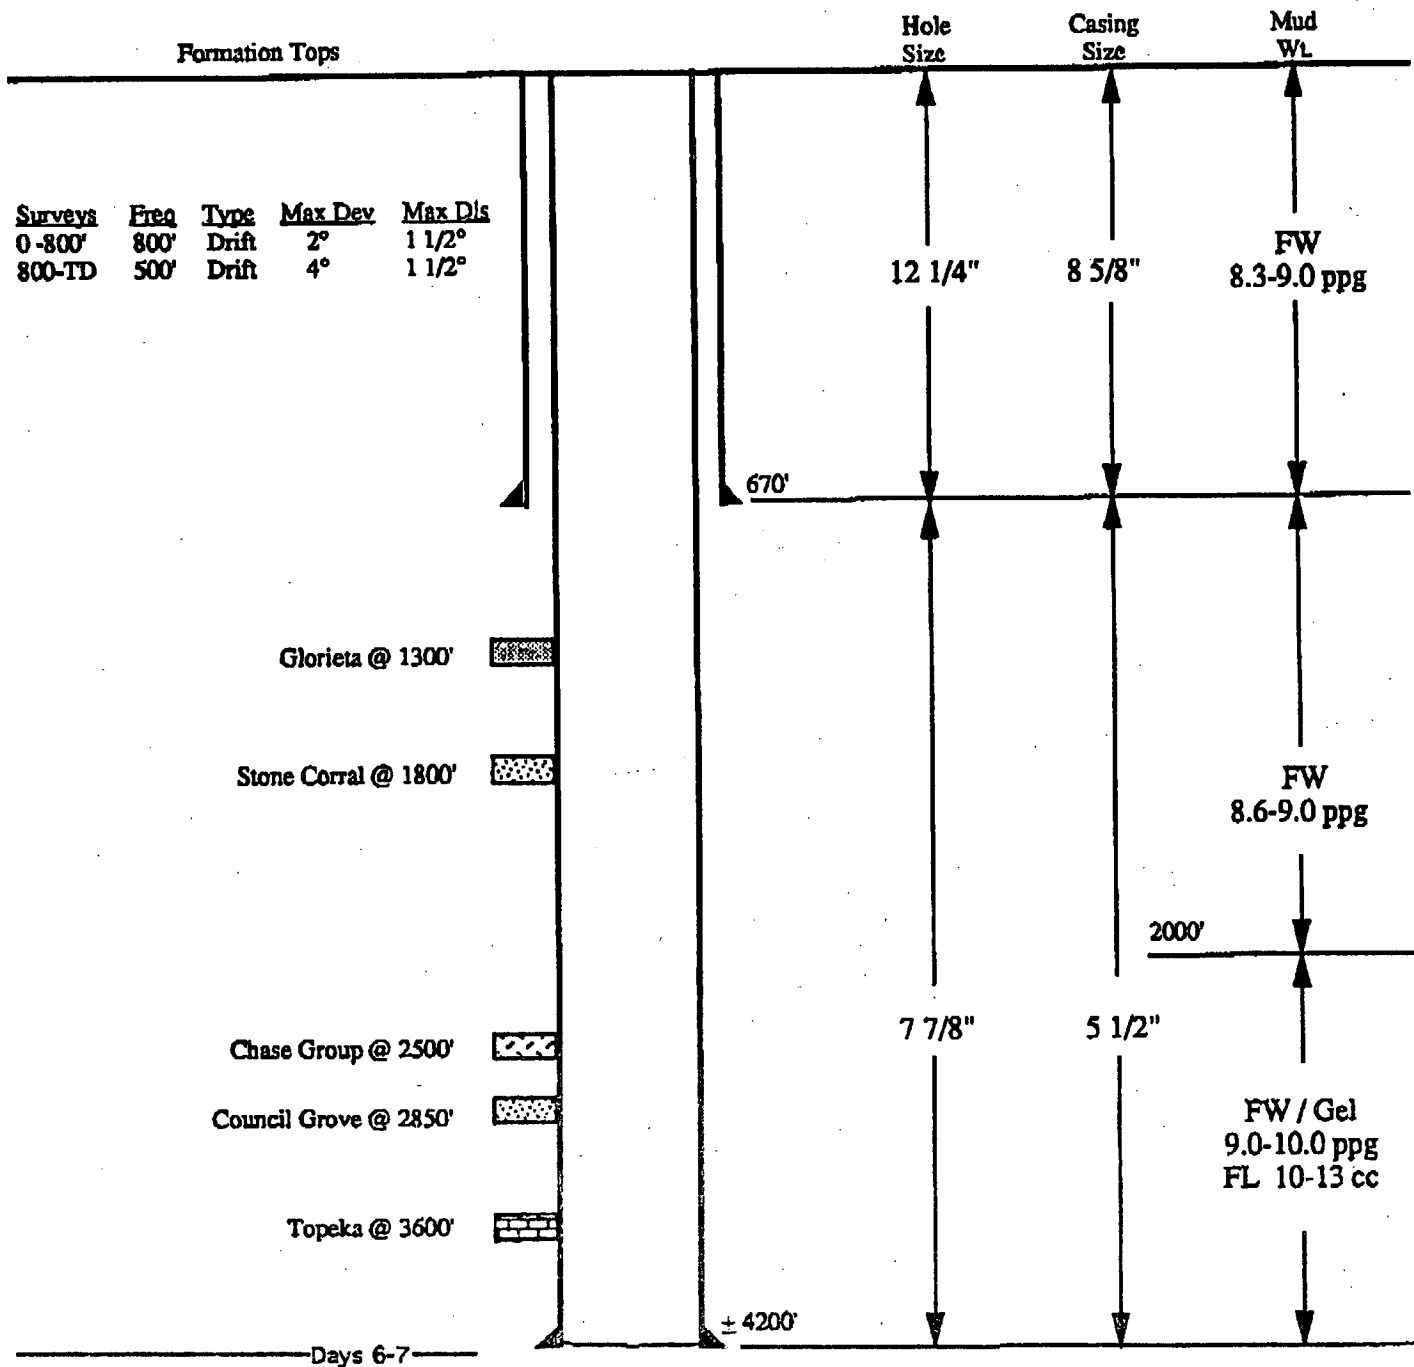 Formation Tops
Hole
Size
Casing
Size
Mud
Wt.
Surveys Freq Type Max Dev Max Dls
0 -800' 800' Drift 2° 1 1/2°
800-TD 500' Drift 4° 1 1/2°
12 1/4"
8 5/8"
FW
8.3-9.0 ppg
670'
Glorieta @ 1300'
Stone Corral @ 1800'
FW
8.6-9.0 ppg
2000'
7 7/8"
5 1/2"
Chase Group @ 2500'
Council Grove @ 2850'
FW / Gel
9.0-10.0 ppg
FL 10-13 cc
Topeka @ 3600'
± 4200'
Days 6-7